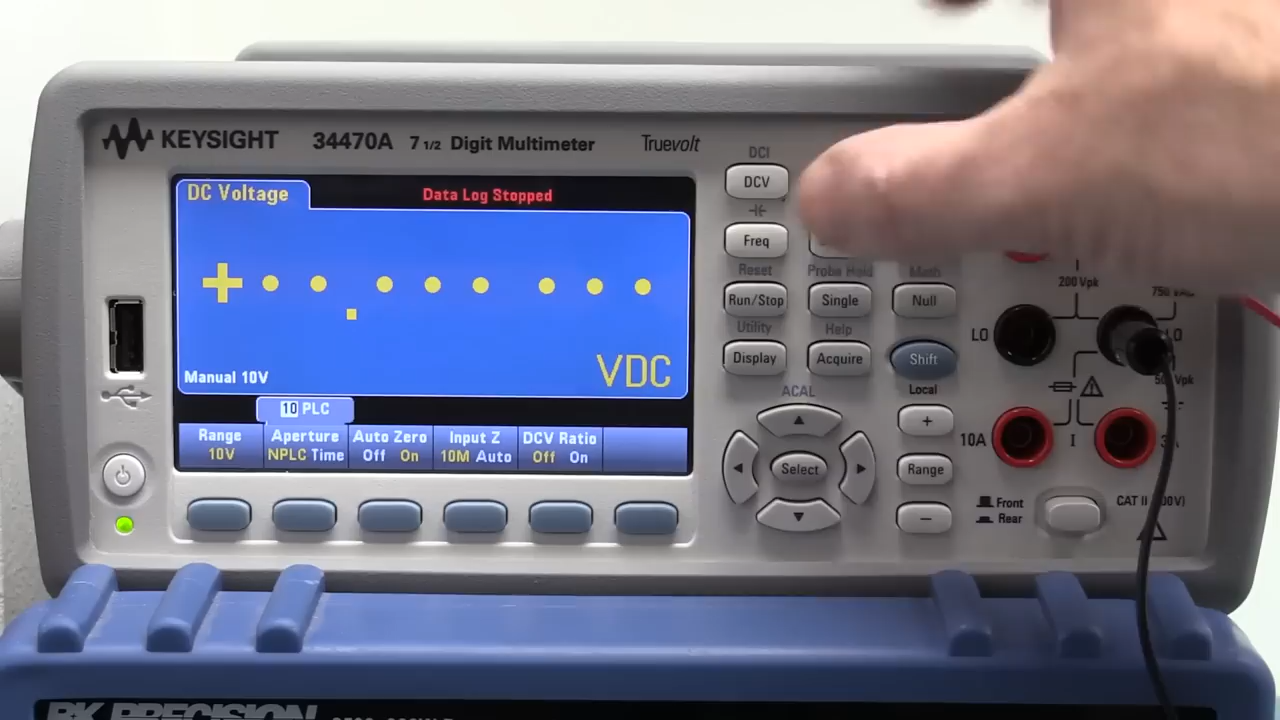 KEYSIGHT 34470A 7 1/2 Digit Multimeter Truevolt
DC Voltage Data Log Stopped
Manual 10V VDC
10 PLC
Range Aperture Auto Zero Input Z DCV Ratio
10V NPLC Time Off On 10M Auto Off On
DCI
DCV
Freq
Reset Probe Hold Math
Run/Stop Single Null
Utility Help
Display Acquire Shift
ACAL Local
+
Select Range
−
200 Vpk
LO LO
10A I
Front
Rear
CAT II
BK PRECISION